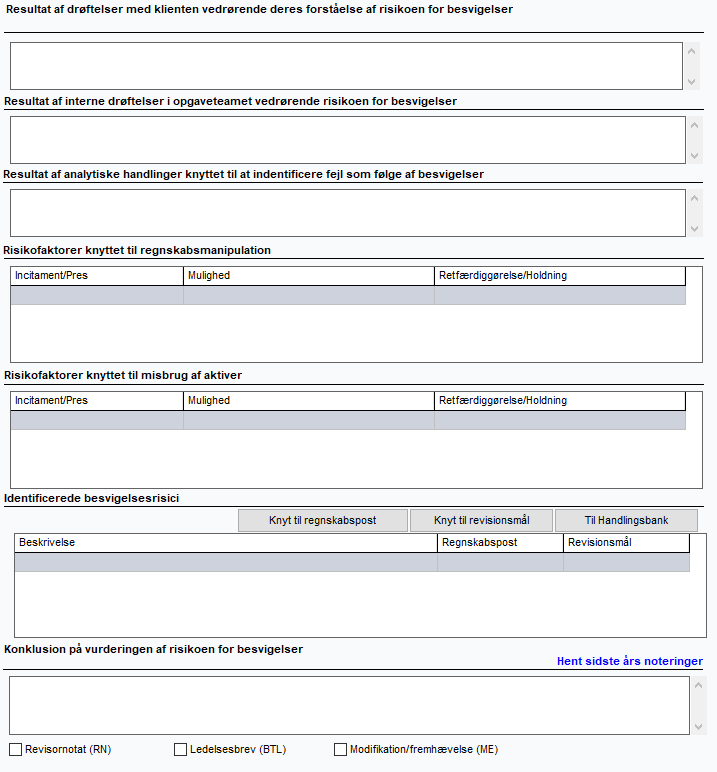 Resultat af drøftelser med klienten vedrørende deres forståelse af risikoen for besvigelser
Resultat af interne drøftelser i opgaveteamet vedrørende risikoen for besvigelser
Resultat af analytiske handlinger knyttet til at indentificere fejl som følge af besvigelser
Risikofaktorer knyttet til regnskabsmanipulation
Incitament/Pres Mulighed Retfærdiggørelse/Holdning
Risikofaktorer knyttet til misbrug af aktiver
Incitament/Pres Mulighed Retfærdiggørelse/Holdning
Identificerede besvigelsesrisici
Knyt til regnskabspost Knyt til revisionsmål Til Handlingsbank
Beskrivelse Regnskabspost Revisionsmål
Konklusion på vurderingen af risikoen for besvigelser
Hent sidste års noteringer
Revisornotat (RN) Ledelsesbrev (BTL) Modifikation/fremhævelse (ME)